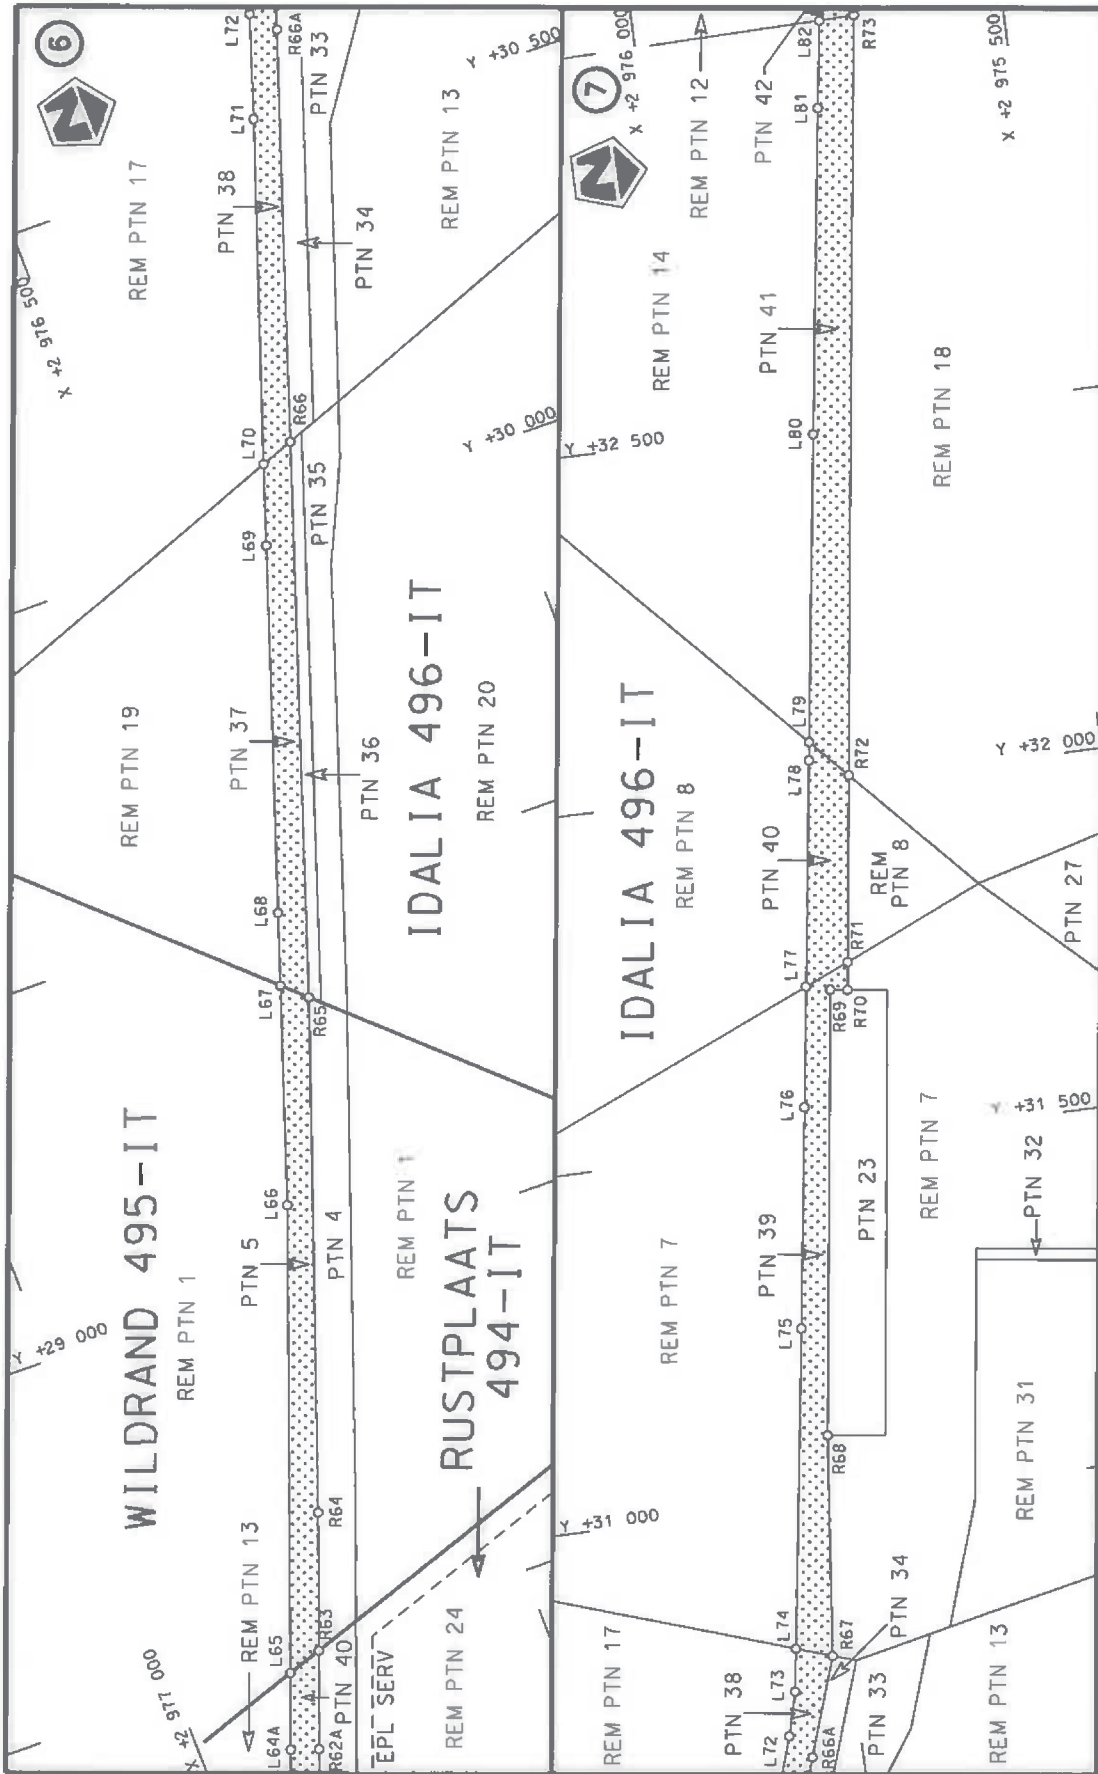 6
L72
R66A
PTN 33
Y +30 500
L71
REM PTN 17
PTN 38
REM PTN 13
PTN 34
X +2 976 500
L70
R66
Y +30 000
L69
PTN 35
REM PTN 19
PTN 37
PTN 36
IDALIA 496-IT
REM PTN 20
L68
L67
R65
WILDRAND 495-IT
REM PTN 1
L66
PTN 5
PTN 4
REM PTN 1
RUSTPLAATS
494-IT
Y +29 000
REM PTN 13
R64
L65
R63
X +2 977 000
L64A
R62A
PTN 40
EPL SERV
REM PTN 24
7
X +2 976 000
L82
R73
REM PTN 12
PTN 42
L81
X +2 975 500
REM PTN 14
PTN 41
REM PTN 18
L80
Y +32 500
L79
L78
R72
Y +32 000
IDALIA 496-IT
REM PTN 8
PTN 40
REM
PTN 8
PTN 27
L77
R71
R69
R70
L76
Y +31 500
REM PTN 7
PTN 39
PTN 23
REM PTN 7
PTN 32
L75
R68
REM PTN 31
Y +31 000
L74
R67
PTN 34
REM PTN 17
PTN 38
L73
L72
R66A
PTN 33
REM PTN 13